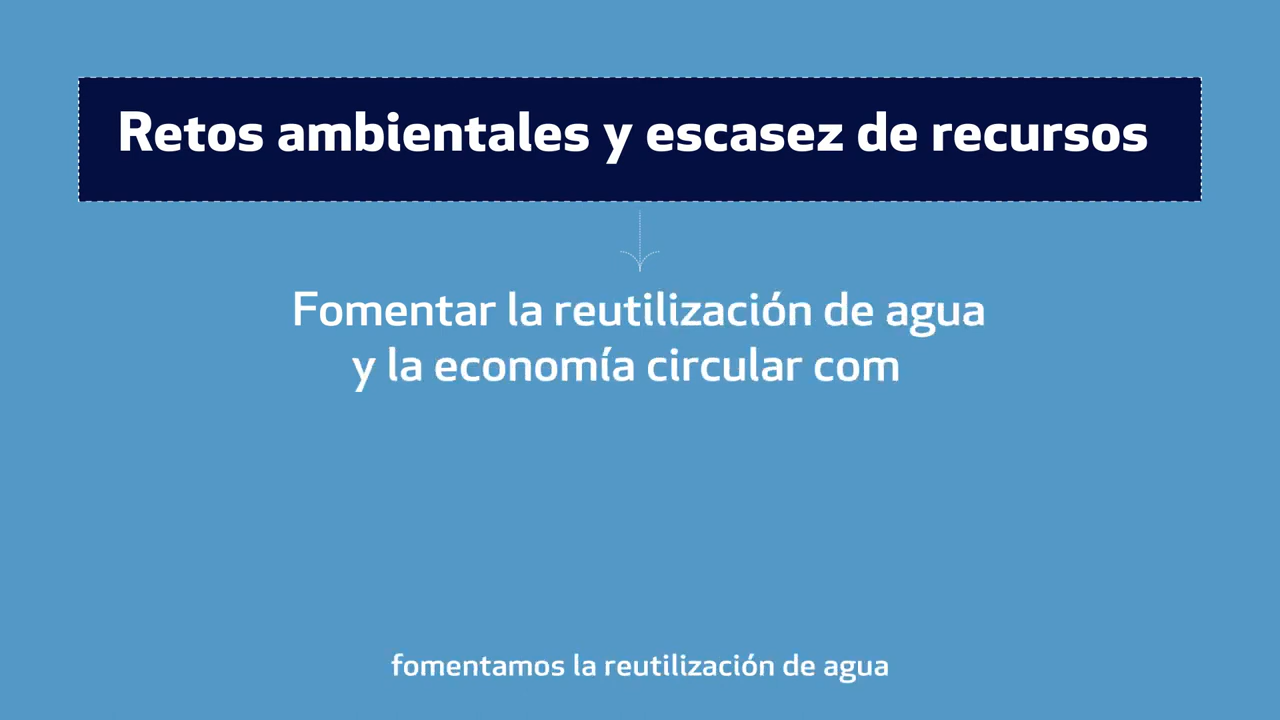 Retos ambientales y escasez de recursos
Fomentar la reutilización de agua
y la economía circular com
fomentamos la reutilización de agua